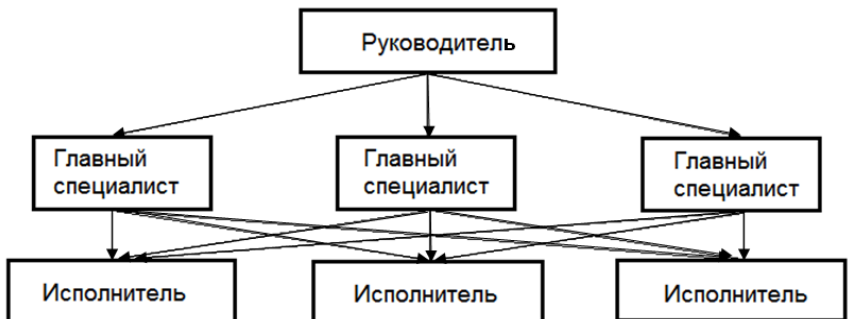 Руководитель
Главный
специалист
Главный
специалист
Главный
специалист
Исполнитель
Исполнитель
Исполнитель